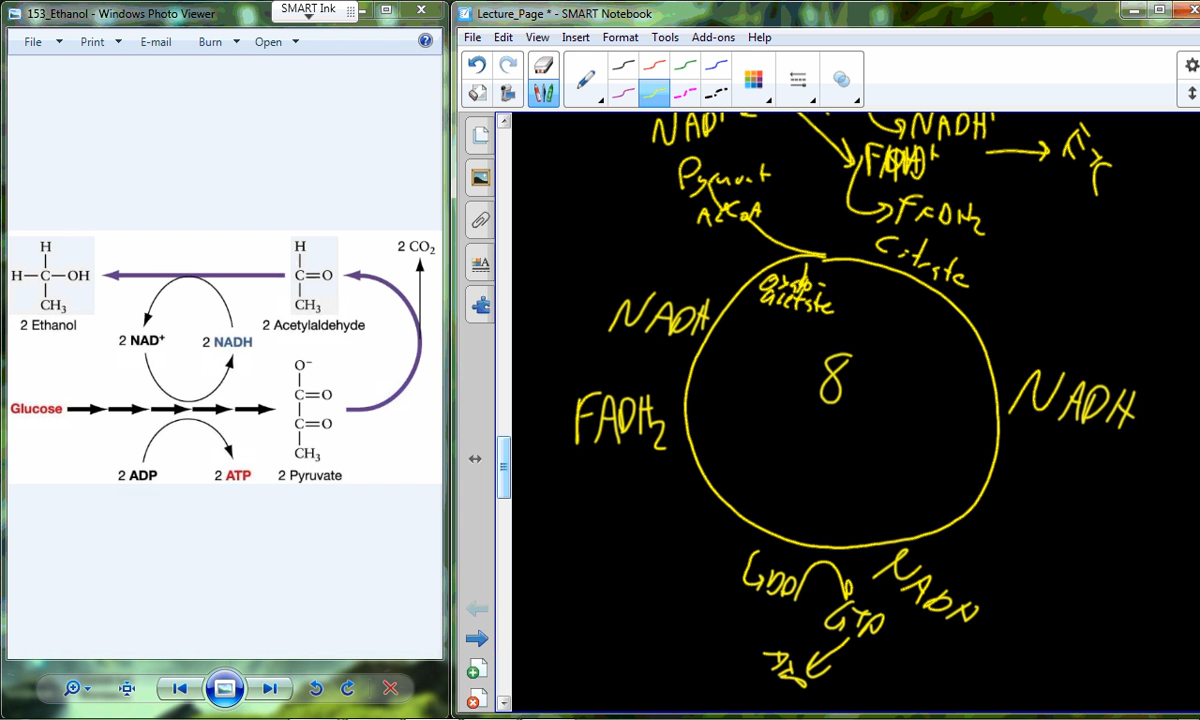 153_Ethanol - Windows Photo Viewer
SMART Ink
File Print E-mail Burn Open
H
H—C—OH
CH3
2 Ethanol
H
C=O
CH3
2 Acetylaldehyde
2 CO2
2 NAD+
2 NADH
O−
C=O
C=O
CH3
2 Pyruvate
Glucose
2 ADP
2 ATP
Lecture_Page * - SMART Notebook
File Edit View Insert Format Tools Add-ons Help
NADH
FADH2
Citrate
NADH
FADH2
8
NADH
GDP
GTP
NADH